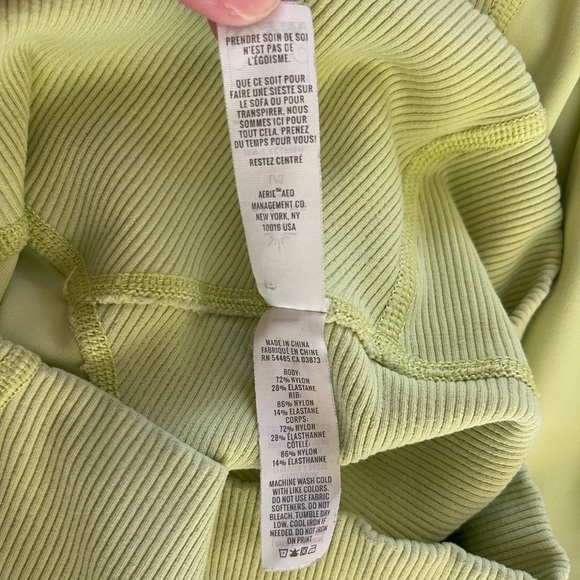 PRENDRE SOIN DE SOI
N'EST PAS DE
L'ÉGOISME.
QUE CE SOIT POUR
FAIRE UNE SIESTE SUR
LE SOFA OU POUR
TRANSPIRER, NOUS
SOMMES ICI POUR
TOUT CELA. PRENEZ
DU TEMPS POUR VOUS!
RESTEZ CENTRÉ
AERIE™AEO
MANAGEMENT CO.
NEW YORK, NY
10016 USA
MADE IN CHINA
FABRIQUÉ EN CHINE
RN 54485 CA 03873
BODY:
72% NYLON
28% ELASTANE
RIB:
86% NYLON
14% ELASTANE
CORPS:
72% NYLON
28% ÉLASTHANNE
CÔTELÉ:
86% NYLON
14% ÉLASTHANNE
MACHINE WASH COLD
WITH LIKE COLORS.
DO NOT USE FABRIC
SOFTENERS. DO NOT
BLEACH. TUMBLE DRY
LOW. COOL IRON IF
NEEDED. DO NOT IRON
ON PRINT